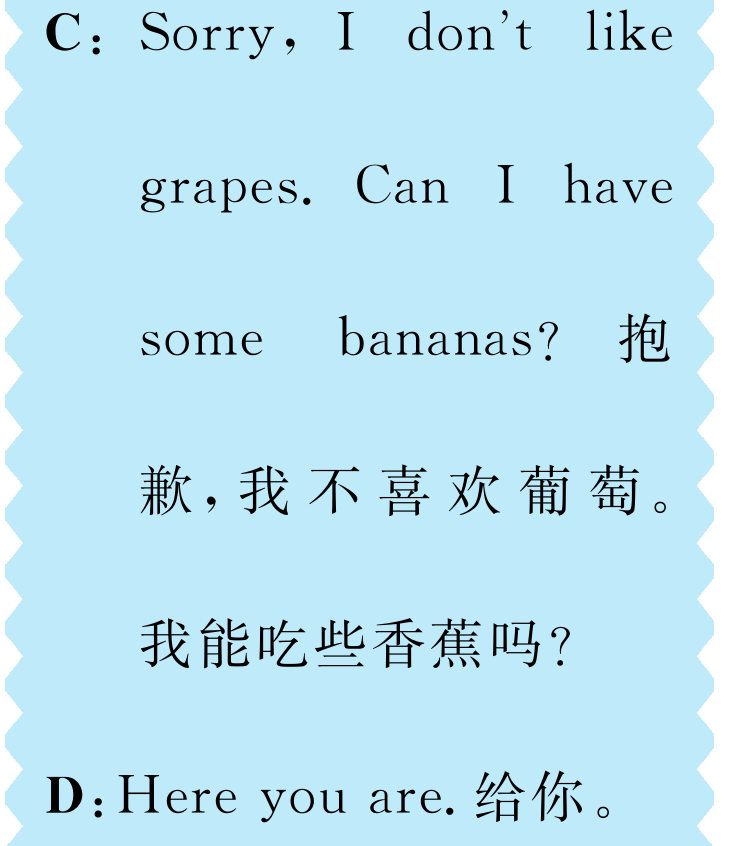 C: Sorry, I don't like
grapes. Can I have
some bananas? 抱
歉,我不喜欢葡萄。
我能吃些香蕉吗?
D:Here you are. 给你。